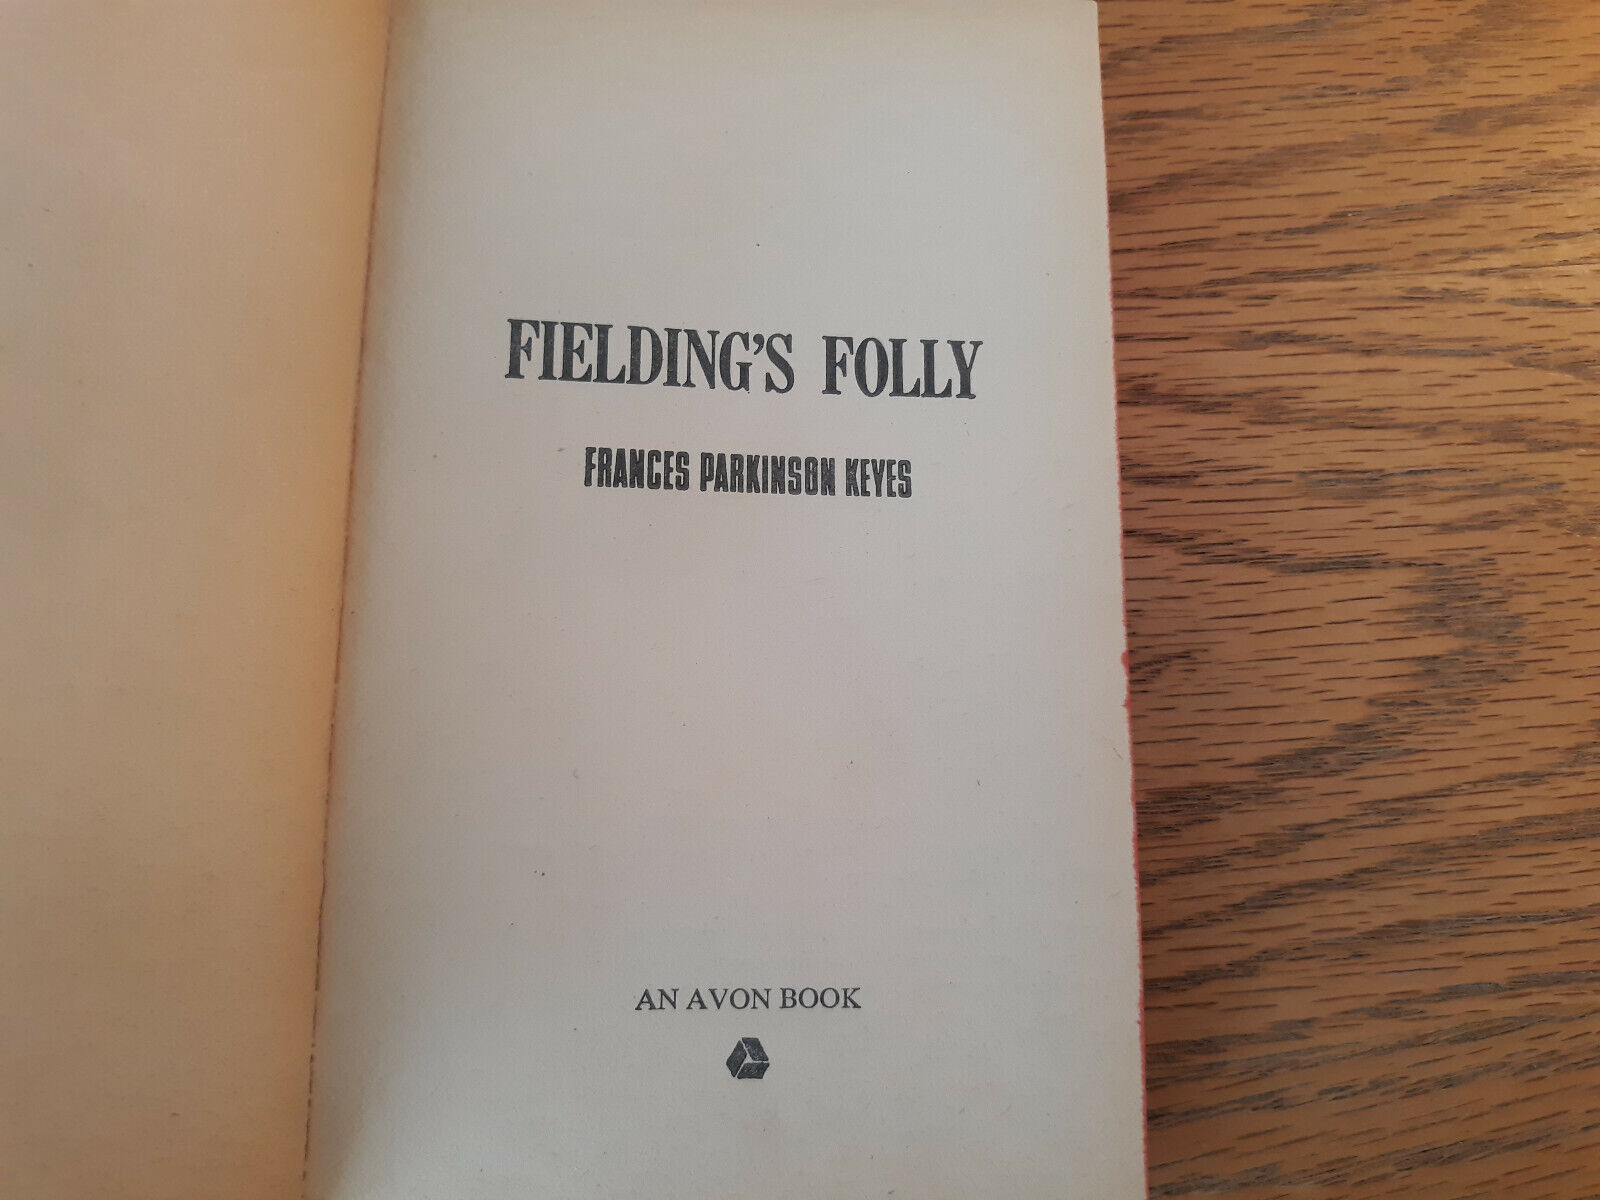 FIELDING'S FOLLY
FRANCES PARKINSON KEYES
AN AVON BOOK